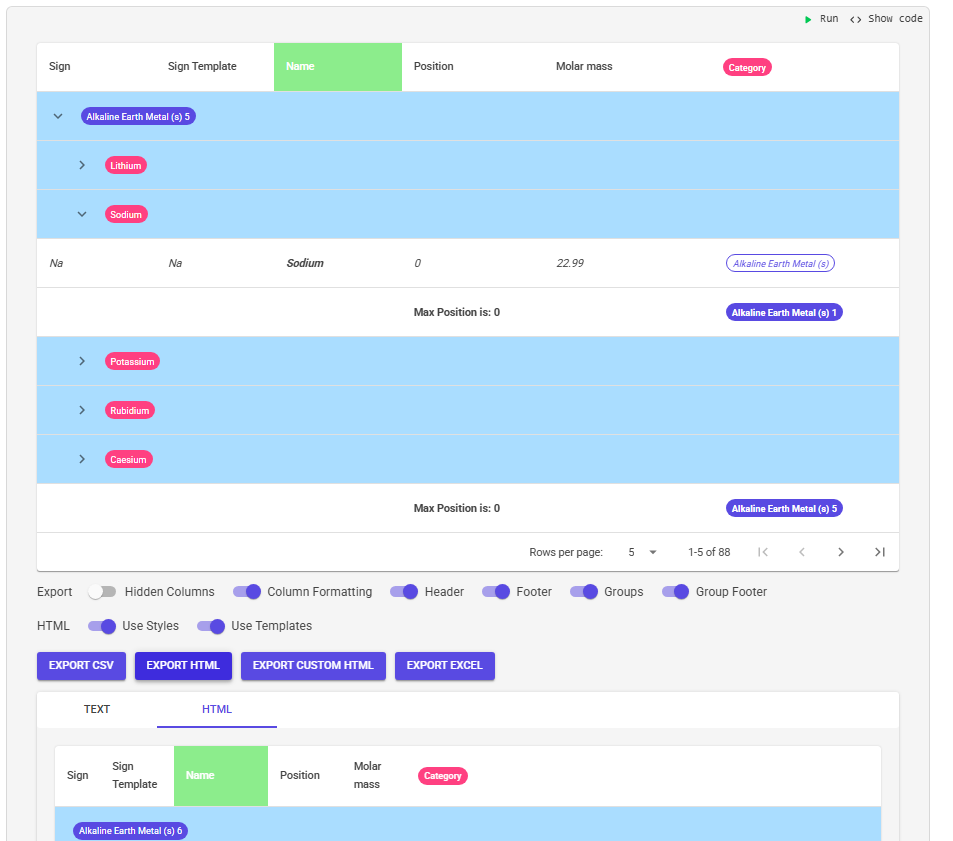 Run <> Show code
Sign Sign Template Name Position Molar mass Category
Alkaline Earth Metal (s) 5
Lithium
Sodium
Na Na Sodium 0 22.99 Alkaline Earth Metal (s)
Max Position is: 0 Alkaline Earth Metal (s) 1
Potassium
Rubidium
Caesium
Max Position is: 0 Alkaline Earth Metal (s) 5
Rows per page: 5 1-5 of 88
Export Hidden Columns Column Formatting Header Footer Groups Group Footer
HTML Use Styles Use Templates
EXPORT CSV EXPORT HTML EXPORT CUSTOM HTML EXPORT EXCEL
TEXT HTML
Sign Sign Template Name Position Molar mass Category
Alkaline Earth Metal (s) 6